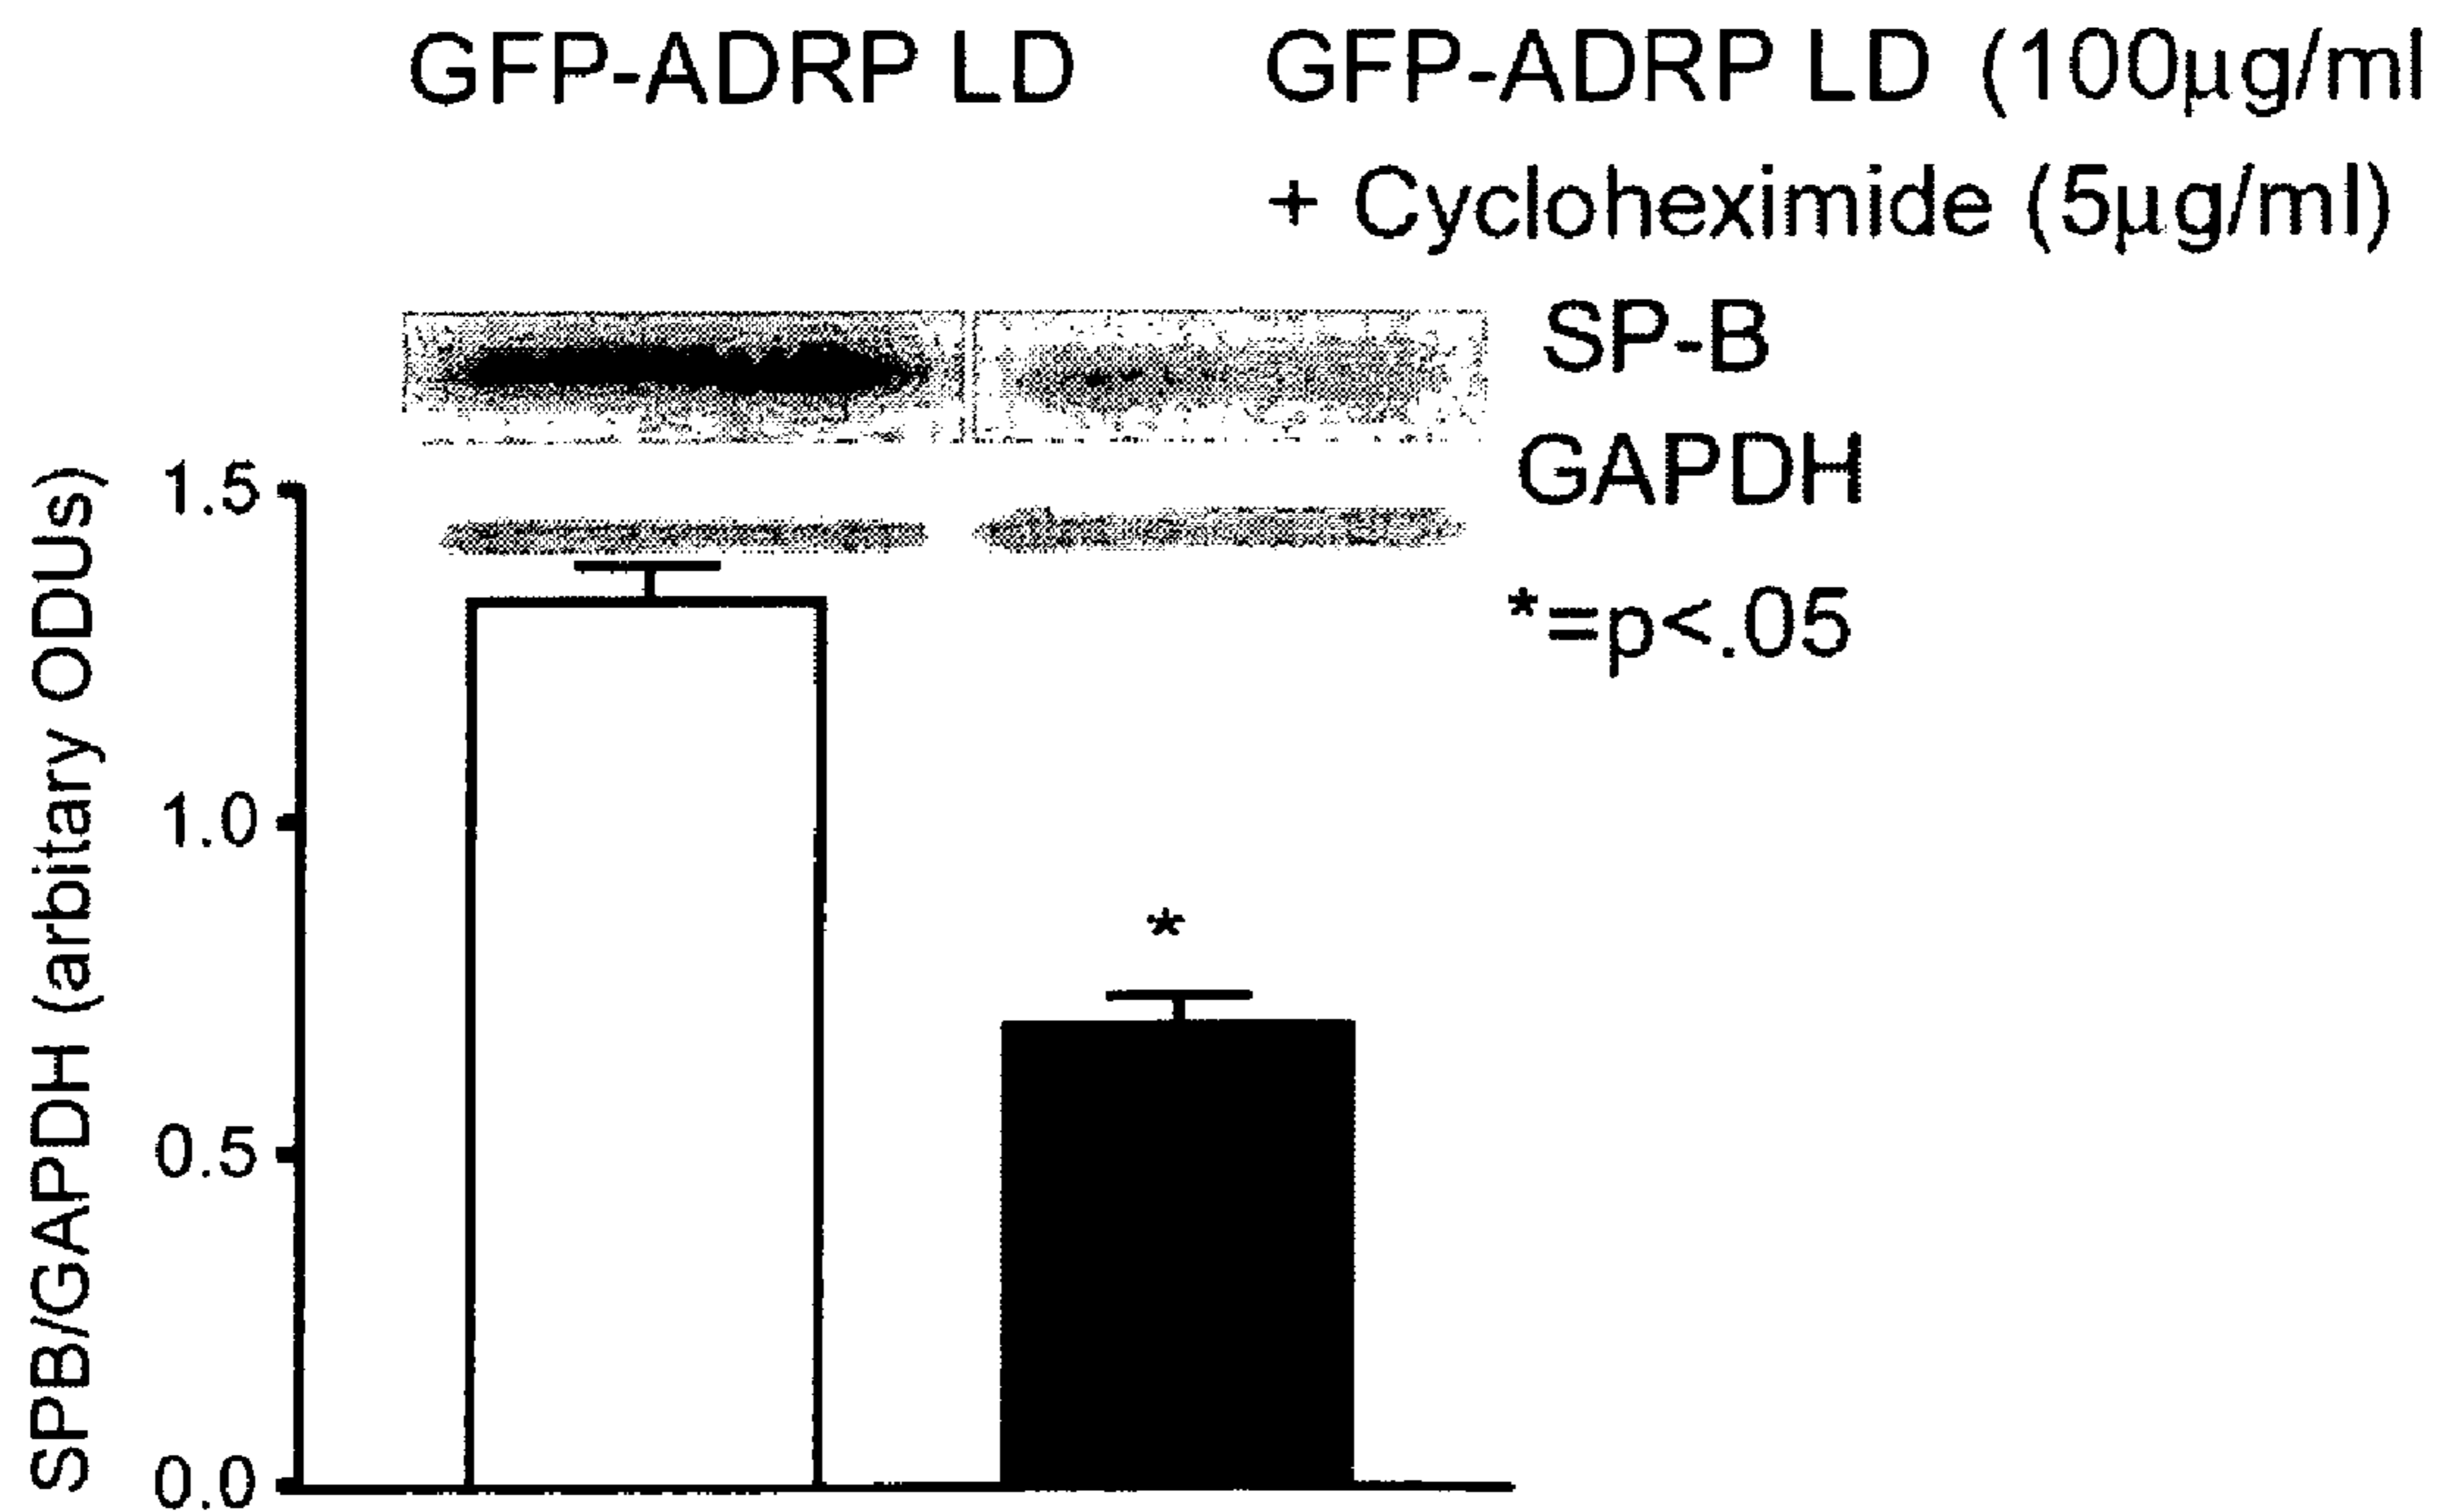 GFP-ADRP LD
GFP-ADRP LD (100µg/ml
+ Cycloheximide (5µg/ml)
SP-B
GAPDH
*=p<.05
SPB/GAPDH (arbitary ODUs)
1.5
1.0
0.5
0.0
*